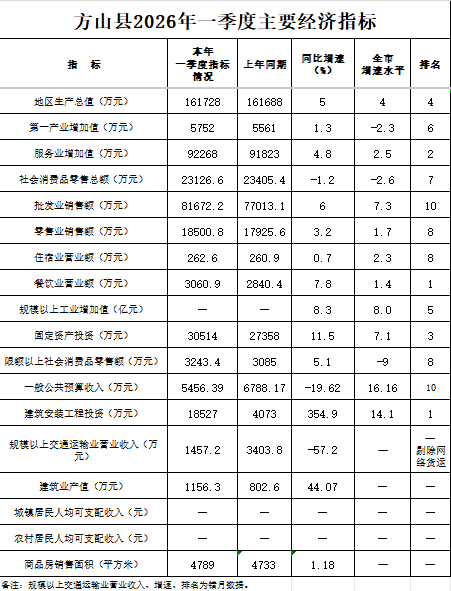 方山县2026年一季度主要经济指标
指 标 本年一季度指标情况 上年同期 同比增速(%) 全市增速水平 排名
地区生产总值（万元） 161728 161688 5 4 4
第一产业增加值（万元） 5752 5561 1.3 -2.3 6
服务业增加值（万元） 92268 91823 4.8 2.5 2
社会消费品零售总额（万元） 23126.6 23405.4 -1.2 -2.6 7
批发业销售额（万元） 81672.2 77013.1 6 7.3 10
零售业销售额（万元） 18500.8 17925.6 3.2 1.7 8
住宿业营业额（万元） 262.6 260.9 0.7 2.3 8
餐饮业营业额（万元） 3060.9 2840.4 7.8 1.4 1
规模以上工业增加值（亿元） — — 8.3 8.0 5
固定资产投资（万元） 30514 27358 11.5 7.1 3
限额以上社会消费品零售额（万元） 3243.4 3085 5.1 -9 8
一般公共预算收入（万元） 5456.39 6788.17 -19.62 16.16 10
建筑安装工程投资（万元） 18527 4073 354.9 14.1 1
规模以上交通运输业营业收入（万元） 1457.2 3403.8 -57.2 — —剔除网络货运
建筑业产值（万元） 1156.3 802.6 44.07 — —
城镇居民人均可支配收入（元） — — — — —
农村居民人均可支配收入（元） — — — — —
商品房销售面积（平方米） 4789 4733 1.18 — —
备注：规模以上交通运输业营业收入、增速、排名为错月数据。